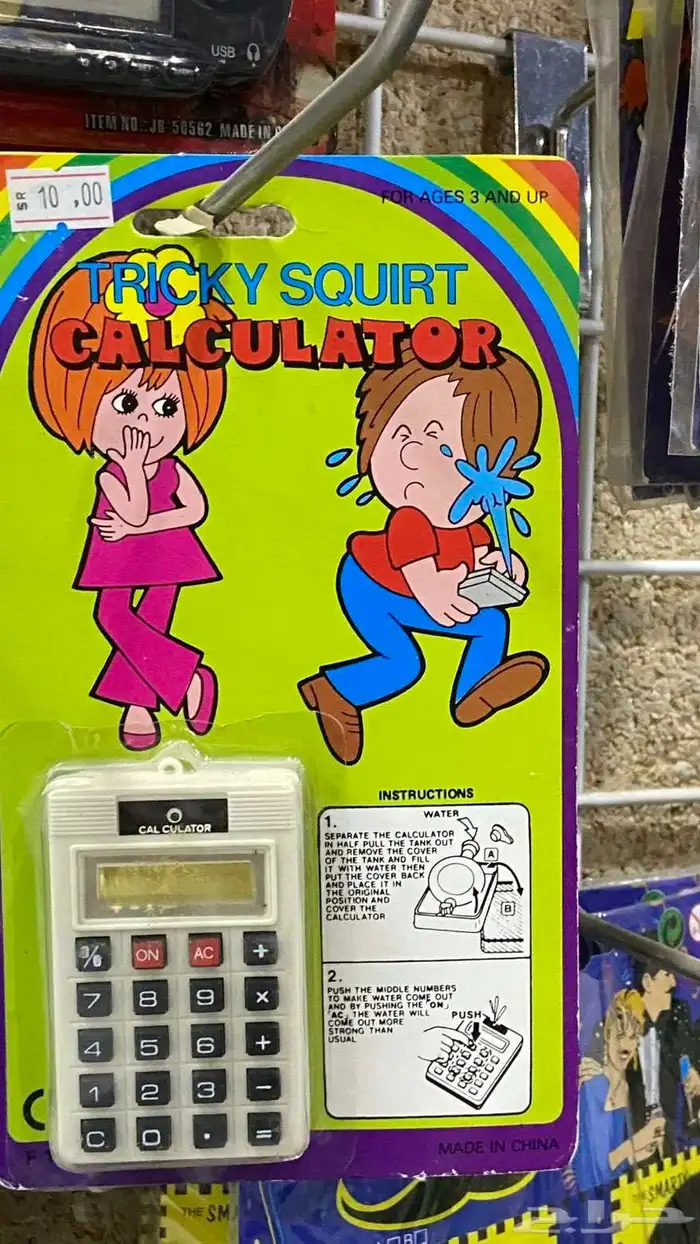 USB
ITEM NO.:JB-50562 MADE IN
SR 10 .00
FOR AGES 3 AND UP
TRICKY SQUIRT
CALCULATOR
INSTRUCTIONS
1.
WATER
SEPARATE THE CALCULATOR
IN HALF PULL THE TANK OUT
AND REMOVE THE COVER
OF THE TANK AND FILL
IT WITH WATER THEN
PUT THE COVER BACK
AND PLACE IT IN
THE ORIGINAL
POSITION AND
COVER THE
CALCULATOR
A
B
2.
PUSH THE MIDDLE NUMBERS
TO MAKE WATER COME OUT
AND BY PUSHING THE "ON"
"AC" THE WATER WILL
COME OUT MORE
STRONG THAN
USUAL
PUSH
CAL CULATOR
% ON AC +
7 8 9 x
4 5 6 +
1 2 3 −
C 0 . =
MADE IN CHINA
THE SM
THE SMART
حراج